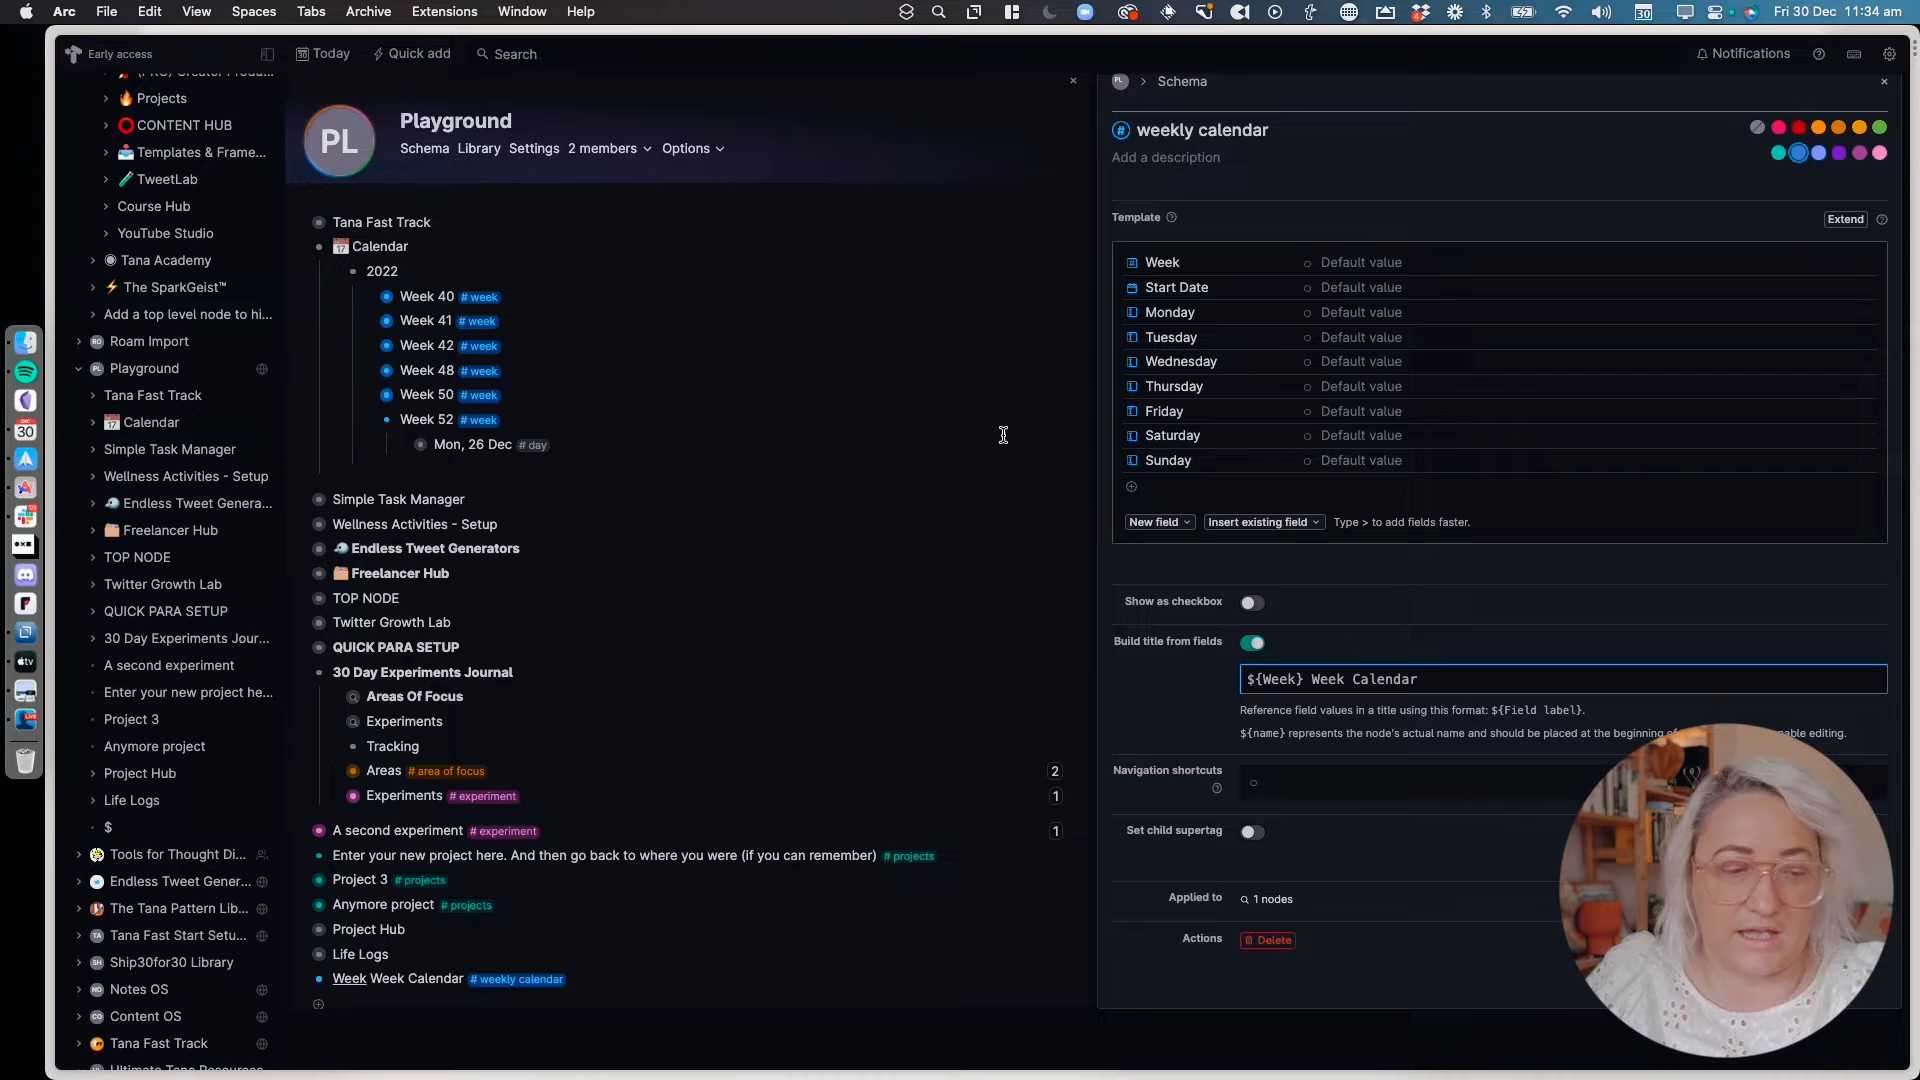 Arc File Edit View Spaces Tabs Archive Extensions Window Help
30 Fri 30 Dec 11:34 am
Early access
Today Quick add Search
Notifications
(PRO) Creator Produ...
Projects
CONTENT HUB
Templates & Frame...
TweetLab
Course Hub
YouTube Studio
Tana Academy
The SparkGeist™
Add a top level node to hi...
Roam Import
Playground
Tana Fast Track
Calendar
Simple Task Manager
Wellness Activities - Setup
Endless Tweet Genera...
Freelancer Hub
TOP NODE
Twitter Growth Lab
QUICK PARA SETUP
30 Day Experiments Jour...
A second experiment
Enter your new project he...
Project 3
Anymore project
Project Hub
Life Logs
$
Tools for Thought Di...
Endless Tweet Gener...
The Tana Pattern Lib...
Tana Fast Start Setu...
Ship30for30 Library
Notes OS
Content OS
Tana Fast Track
Ultimate Tana Resources
PL
Playground
Schema Library Settings 2 members Options
Tana Fast Track
Calendar
2022
Week 40 # week
Week 41 # week
Week 42 # week
Week 48 # week
Week 50 # week
Week 52 # week
Mon, 26 Dec # day
Simple Task Manager
Wellness Activities - Setup
Endless Tweet Generators
Freelancer Hub
TOP NODE
Twitter Growth Lab
QUICK PARA SETUP
30 Day Experiments Journal
Areas Of Focus
Experiments
Tracking
Areas # area of focus 2
Experiments # experiment 1
A second experiment # experiment 1
Enter your new project here. And then go back to where you were (if you can remember) # projects
Project 3 # projects
Anymore project # projects
Project Hub
Life Logs
Week Week Calendar # weekly calendar
PL > Schema
# weekly calendar
Add a description
Template
Extend
Week Default value
Start Date Default value
Monday Default value
Tuesday Default value
Wednesday Default value
Thursday Default value
Friday Default value
Saturday Default value
Sunday Default value
New field Insert existing field Type > to add fields faster.
Show as checkbox
Build title from fields
${Week} Week Calendar
Reference field values in a title using this format: ${Field label}.
${name} represents the node's actual name and should be placed at the beginning of editing.
Navigation shortcuts
Set child supertag
Applied to 1 nodes
Actions Delete